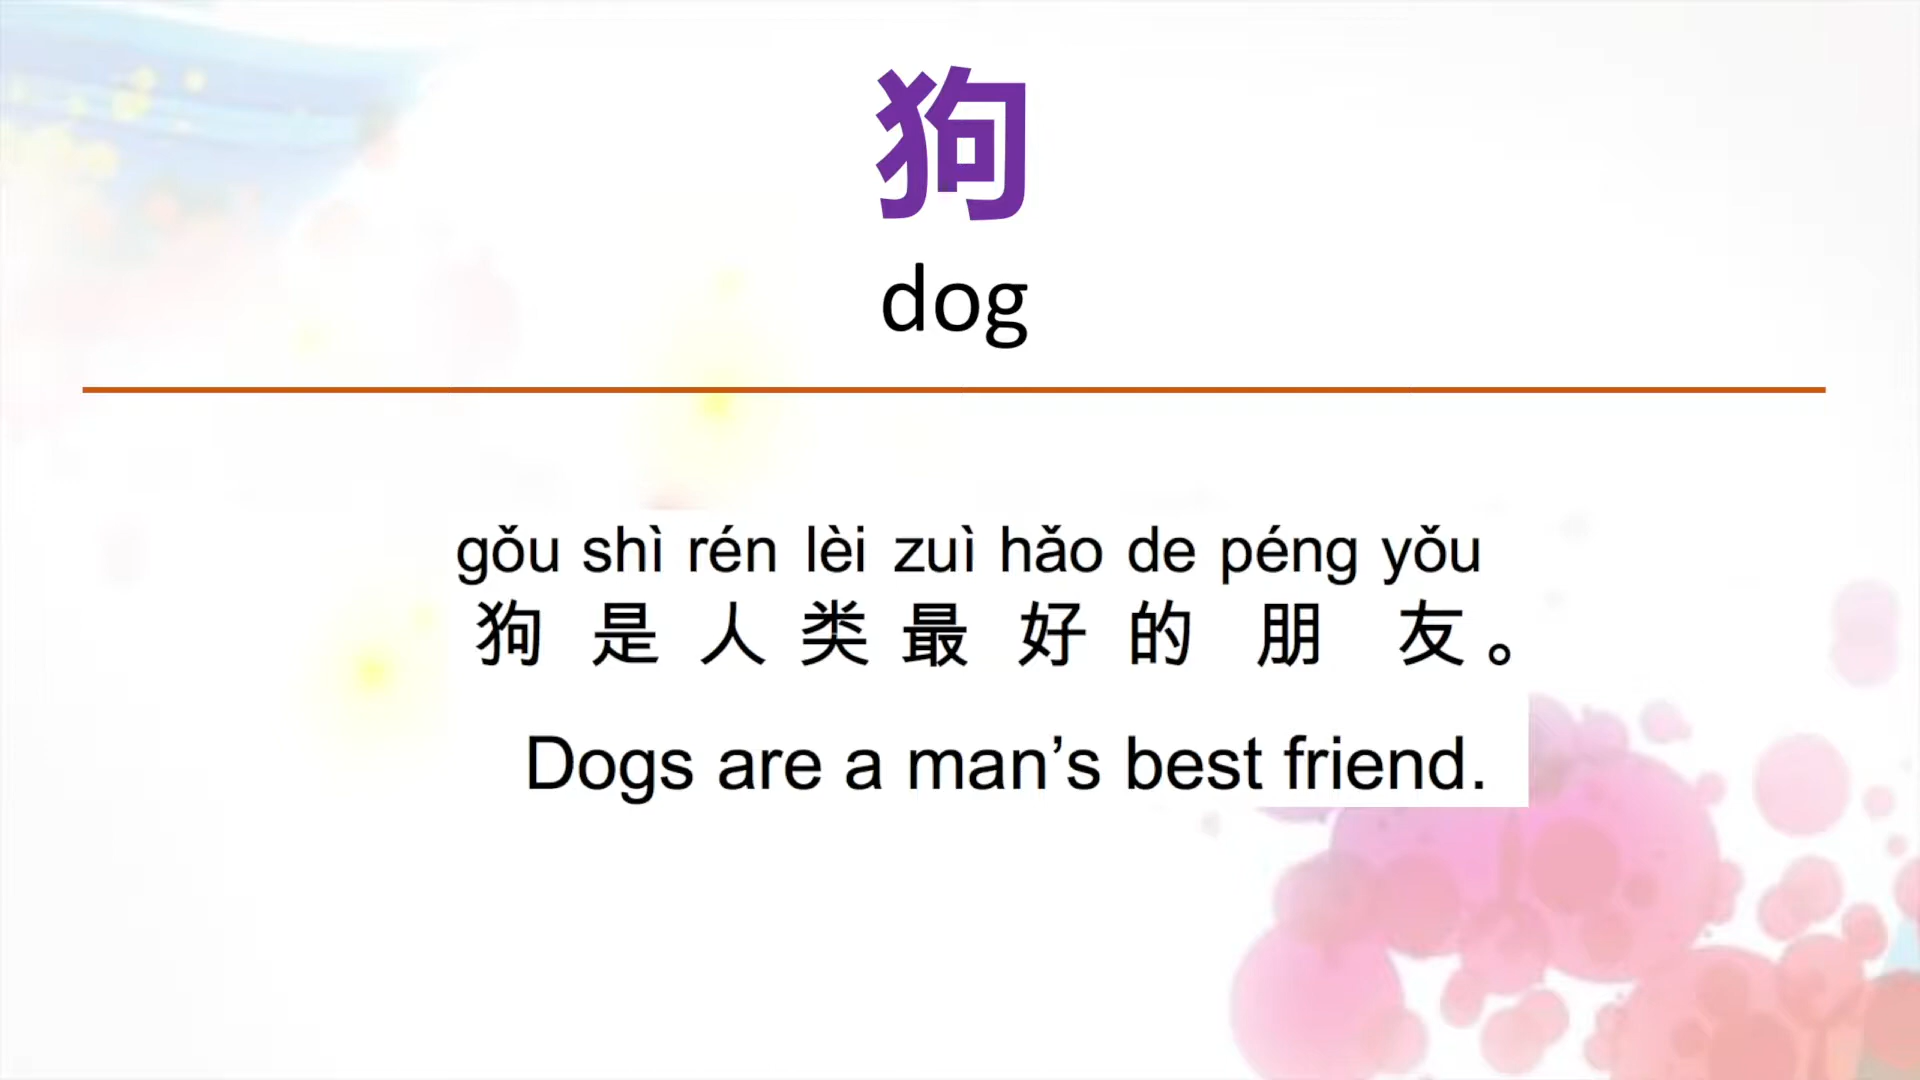 狗
dog
gǒu shì rén lèi zuì hǎo de péng yǒu
狗是人类最好的朋友。
Dogs are a man’s best friend.